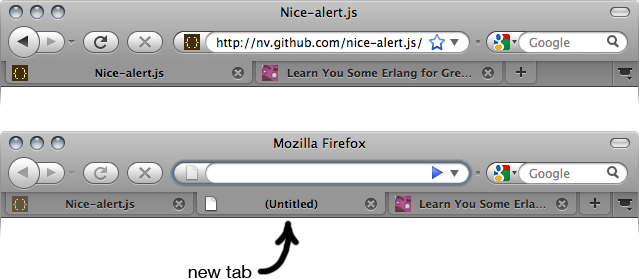 Nice-alert.js
http://nv.github.com/nice-alert.js/
Google
Nice-alert.js
Learn You Some Erlang for Gre...
Mozilla Firefox
Google
Nice-alert.js
(Untitled)
Learn You Some Erla...
new tab